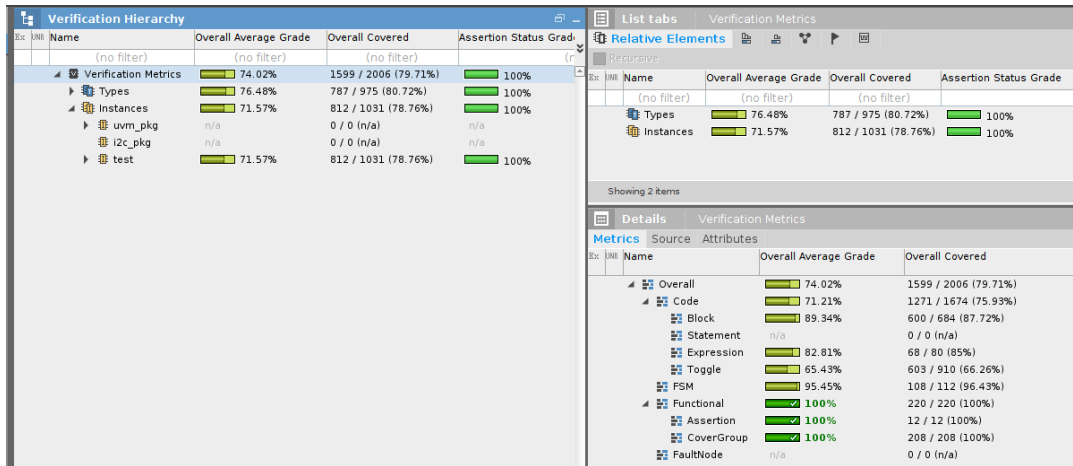 Verification Hierarchy
Ex UNR Name Overall Average Grade Overall Covered Assertion Status Grade
(no filter) (no filter) (no filter) (n
Verification Metrics 74.02% 1599 / 2006 (79.71%) 100%
Types 76.48% 787 / 975 (80.72%) 100%
Instances 71.57% 812 / 1031 (78.76%) 100%
uvm_pkg n/a 0 / 0 (n/a) n/a
i2c_pkg n/a 0 / 0 (n/a) n/a
test 71.57% 812 / 1031 (78.76%) 100%
List tabs Verification Metrics
Relative Elements
Recursive
Ex UNR Name Overall Average Grade Overall Covered Assertion Status Grade
(no filter) (no filter) (no filter)
Types 76.48% 787 / 975 (80.72%) 100%
Instances 71.57% 812 / 1031 (78.76%) 100%
Showing 2 items
Details Verification Metrics
Metrics Source Attributes
Ex UNR Name Overall Average Grade Overall Covered
Overall 74.02% 1599 / 2006 (79.71%)
Code 71.21% 1271 / 1674 (75.93%)
Block 89.34% 600 / 684 (87.72%)
Statement n/a 0 / 0 (n/a)
Expression 82.81% 68 / 80 (85%)
Toggle 65.43% 603 / 910 (66.26%)
FSM 95.45% 108 / 112 (96.43%)
Functional 100% 220 / 220 (100%)
Assertion 100% 12 / 12 (100%)
CoverGroup 100% 208 / 208 (100%)
FaultNode n/a 0 / 0 (n/a)